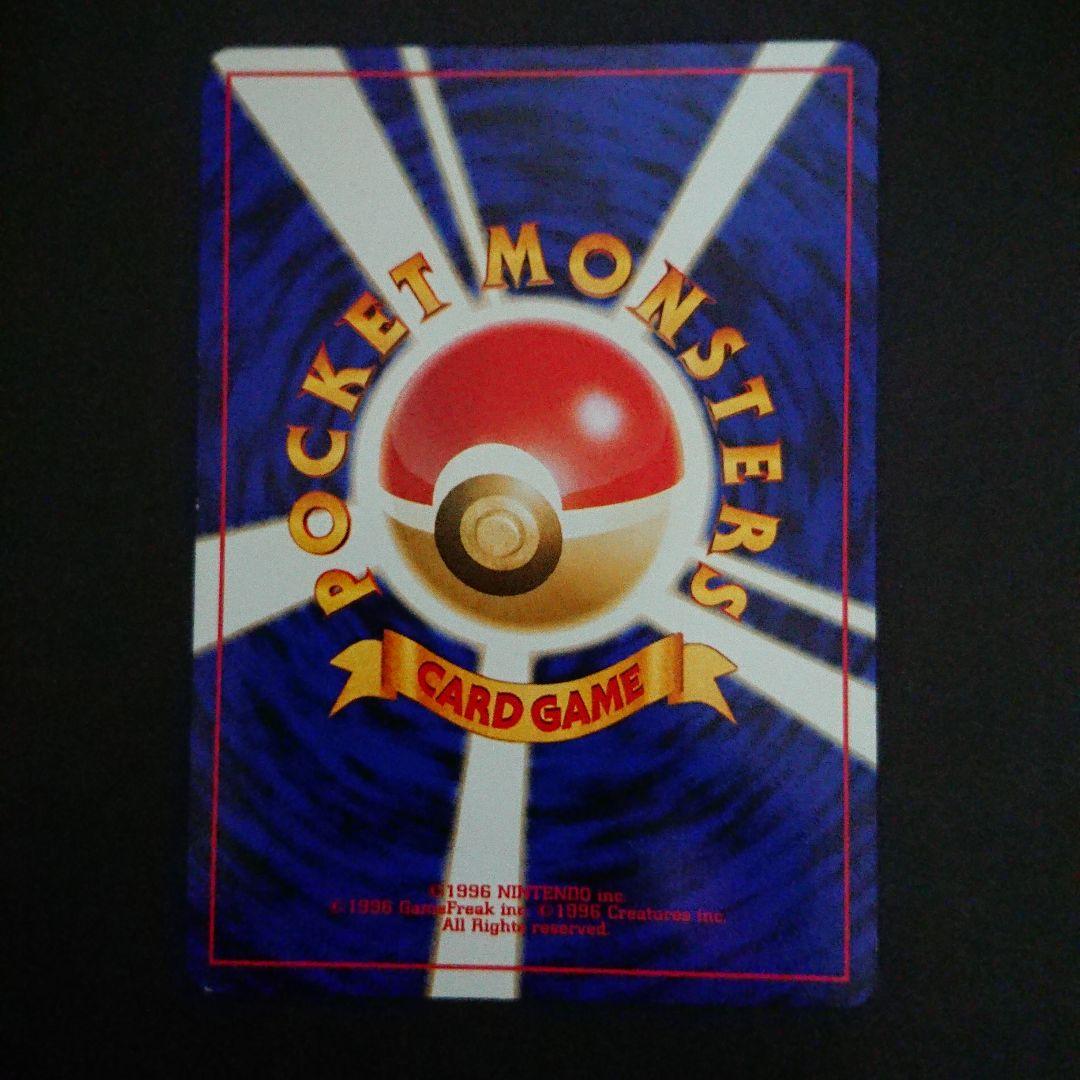 POCKET MONSTERS
CARD GAME
©1996 NINTENDO inc.
©1996 GameFreak inc. ©1996 Creatures inc.
All Rights reserved.